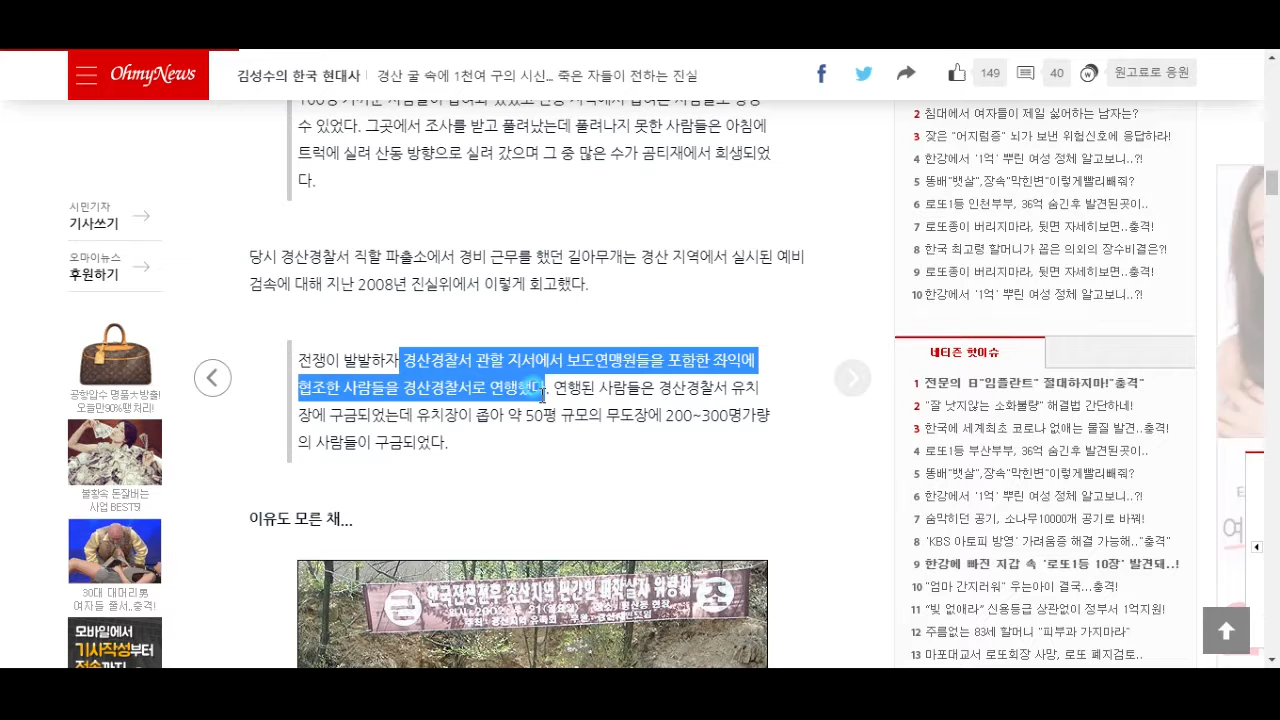 OhmyNews
김성수의 한국 현대사 경산 굴 속에 1천여 구의 시신... 죽은 자들이 전하는 진실
149
40
원고료로 응원
수 있었다. 그곳에서 조사를 받고 풀려났는데 풀려나지 못한 사람들은 아침에
트럭에 실려 산동 방향으로 실려 갔으며 그 중 많은 수가 곰티재에서 희생되었
다.
당시 경산경찰서 직할 파출소에서 경비 근무를 했던 길아무개는 경산 지역에서 실시된 예비
검속에 대해 지난 2008년 진실위에서 이렇게 회고했다.
전쟁이 발발하자 경산경찰서 관할 지서에서 보도연맹원들을 포함한 좌익에
협조한 사람들을 경산경찰서로 연행했다. 연행된 사람들은 경산경찰서 유치
장에 구금되었는데 유치장이 좁아 약 50평 규모의 무도장에 200~300명가량
의 사람들이 구금되었다.
이유도 모른 채...
한국전쟁전후 경산지역 민간인 피학살자 위령제
시민기자
기사쓰기
오마이뉴스
후원하기
공항압수 명품大방출!
오늘만90%땡처리!
불황속 돈잘버는
사업 BEST9!
30대 대머리男
여자들 줄서..충격!
모바일에서
기사작성부터
2 침대에서 여자들이 제일 싫어하는 남자는?
3 잦은 "어지럼증" 뇌가 보낸 위험신호에 응답하라!
4 한강에서 '1억' 뿌린 여성 정체 알고보니..?!
5 똥배"뱃살",장속"막힌변"이렇게빨리빼줘?
6 로또1등 인천부부, 36억 숨긴후 발견된곳이..
7 로또종이 버리지마라, 뒷면 자세히보면..충격!
8 한국 최고령 할머니가 꼽은 의외의 장수비결은?!
9 로또종이 버리지마라, 뒷면 자세히보면..충격!
10 한강에서 '1억' 뿌린 여성 정체 알고보니..?!
네티즌 핫이슈
1 전문의 日"임플란트" 절대하지마!"충격"
2 "잘 낫지않는 소화불량" 해결법 간단하네!
3 한국에 세계최초 코로나 없애는 물질 발견..충격!
4 로또1등 부산부부, 36억 숨긴후 발견된곳이..
5 똥배"뱃살",장속"막힌변"이렇게빨리빼줘?
6 한강에서 '1억' 뿌린 여성 정체 알고보니..?!
7 숨막히던 공기, 소나무10000개 공기로 바꿔!
8 'KBS 아토피 방영' 가려움증 해결 가능해.."충격"
9 한강에 빠진 지갑 속 '로또1등 10장' 발견돼..!
10 "엄마 간지러워" 우는아이 결국...충격!
11 “빚 없애라” 신용등급 상관없이 정부서 1억지원!
12 주름없는 83세 할머니 "피부과 가지마라"
13 마포대교서 로또회장 사망, 로또 폐지검토..
여